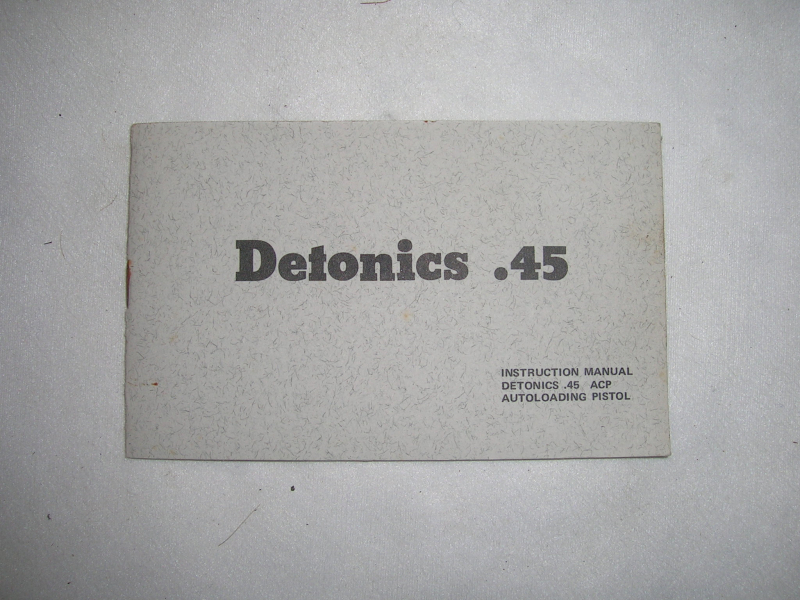 Detonics .45
INSTRUCTION MANUAL
DETONICS .45 ACP
AUTOLOADING PISTOL